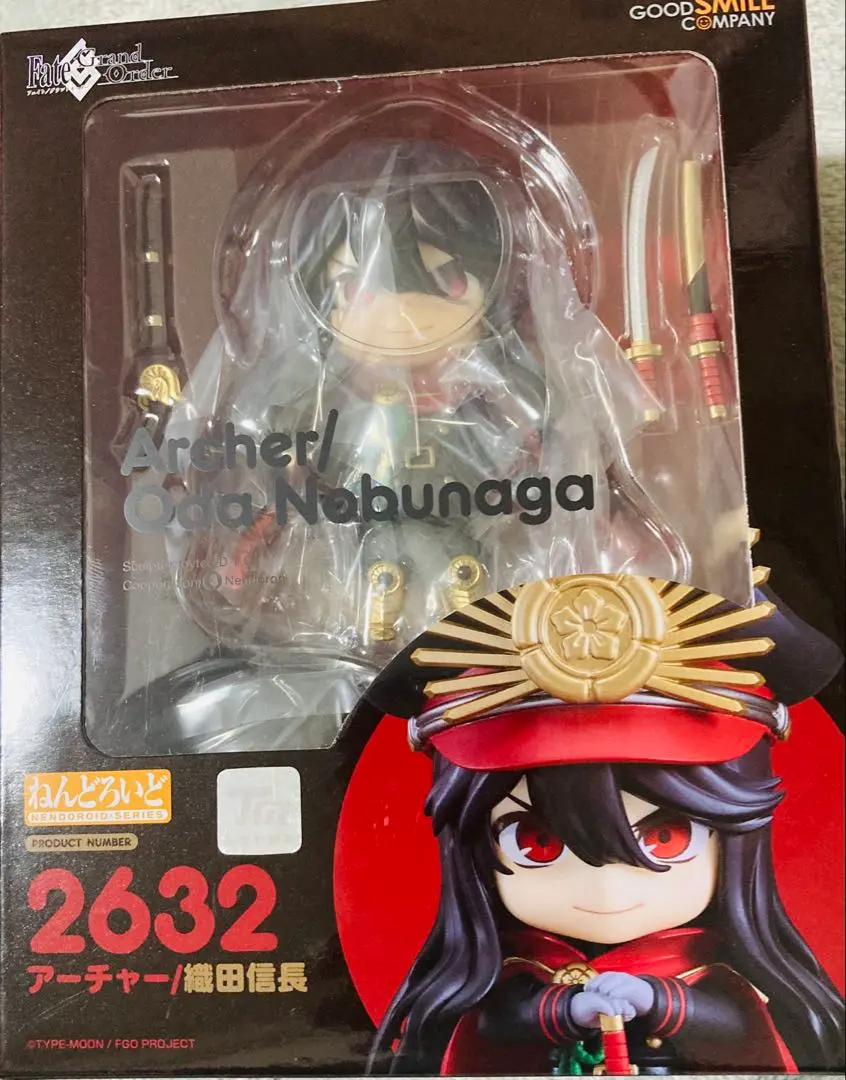 GOOD SMILE
COMPANY
Fate/Grand
Order
Archer/
Oda Nobunaga
ねんどろいど
NENDOROID SERIES
PRODUCT NUMBER
2632
アーチャー/織田信長
©TYPE-MOON / FGO PROJECT